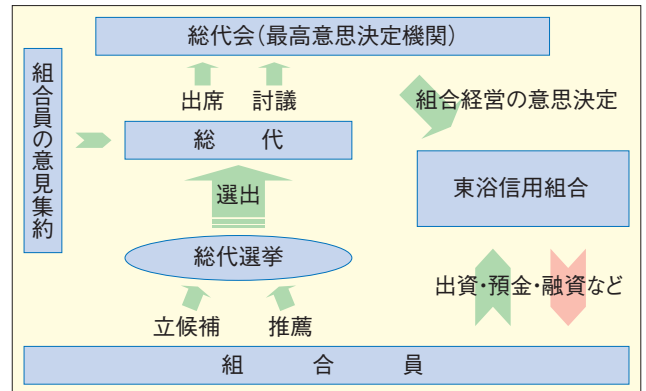 総代会(最高意思決定機関)
組合員の意見集約
出席 討議
組合経営の意思決定
総 代
選出
東浴信用組合
総代選挙
出資・預金・融資など
立候補 推薦
組 合 員